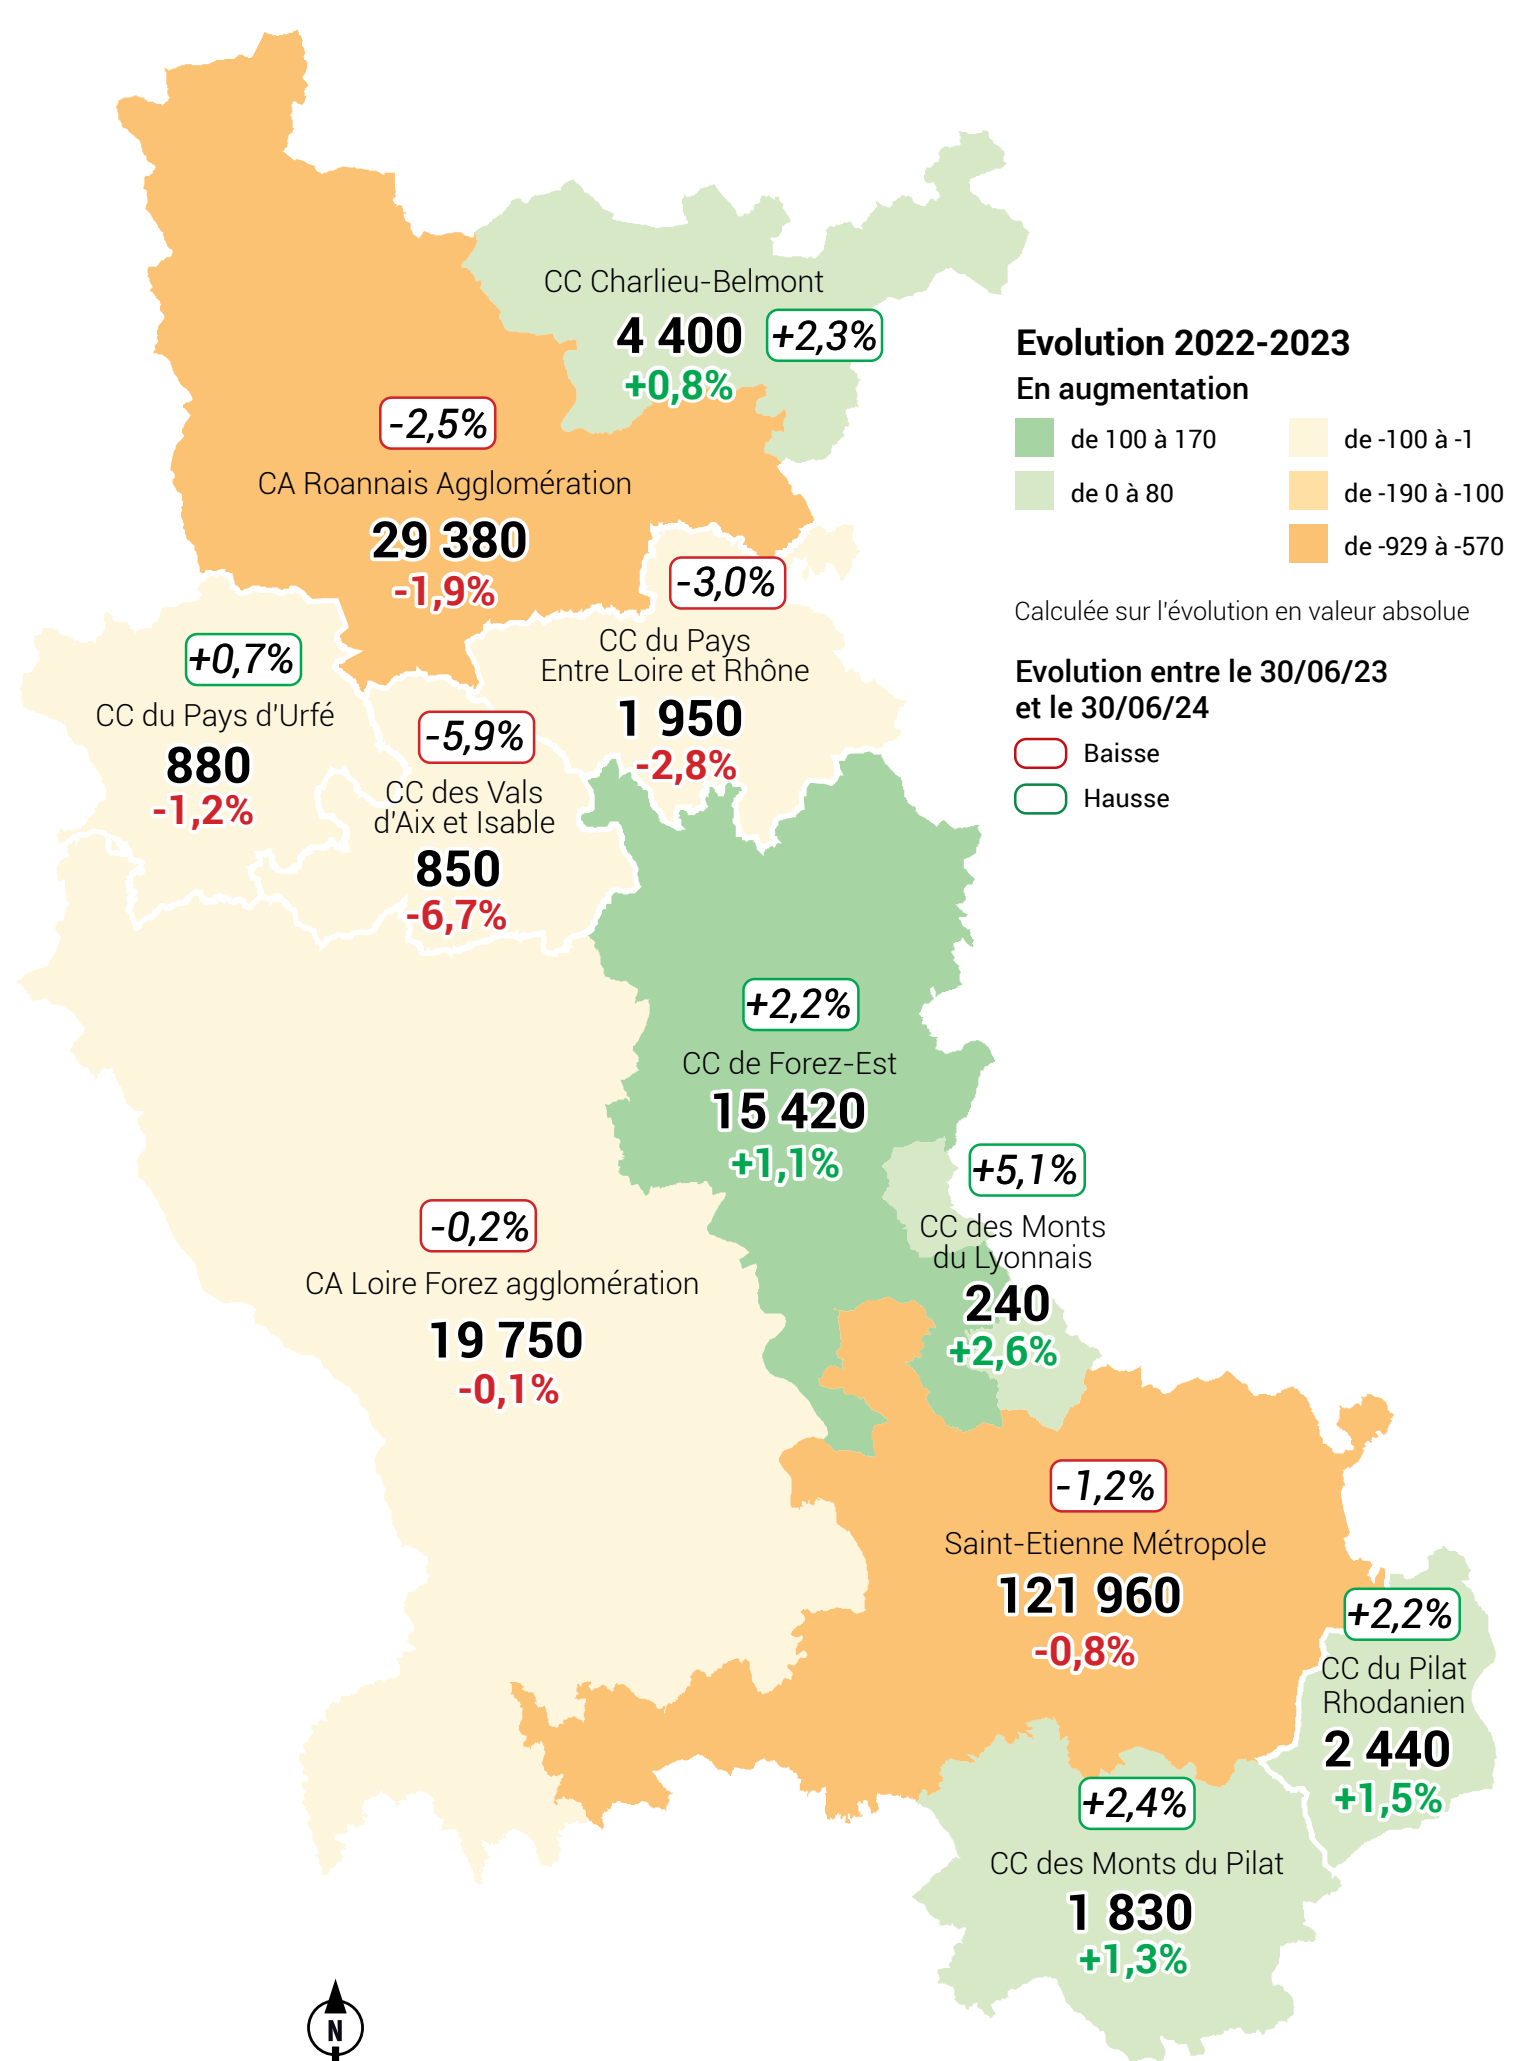 CC Charlieu-Belmont
4 400
+2,3%
+0,8%
-2,5%
CA Roannais Agglomération
29 380
-1,9%
-3,0%
CC du Pays
Entre Loire et Rhône
1 950
-2,8%
+0,7%
CC du Pays d'Urfé
880
-1,2%
-5,9%
CC des Vals
d'Aix et Isable
850
-6,7%
+2,2%
CC de Forez-Est
15 420
+1,1%
+5,1%
CC des Monts
du Lyonnais
240
+2,6%
-0,2%
CA Loire Forez agglomération
19 750
-0,1%
-1,2%
Saint-Etienne Métropole
121 960
-0,8%
+2,2%
CC du Pilat
Rhodanien
2 440
+1,5%
+2,4%
CC des Monts du Pilat
1 830
+1,3%
Evolution 2022-2023
En augmentation
de 100 à 170
de 0 à 80
de -100 à -1
de -190 à -100
de -929 à -570
Calculée sur l'évolution en valeur absolue
Evolution entre le 30/06/23
et le 30/06/24
Baisse
Hausse
N